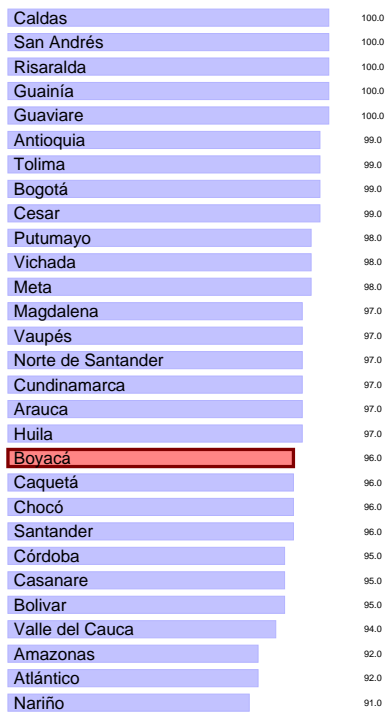 Caldas 100.0
San Andrés 100.0
Risaralda 100.0
Guainía 100.0
Guaviare 100.0
Antioquia 99.0
Tolima 99.0
Bogotá 99.0
Cesar 99.0
Putumayo 98.0
Vichada 98.0
Meta 98.0
Magdalena 97.0
Vaupés 97.0
Norte de Santander 97.0
Cundinamarca 97.0
Arauca 97.0
Huila 97.0
Boyacá 96.0
Caquetá 96.0
Chocó 96.0
Santander 96.0
Córdoba 95.0
Casanare 95.0
Bolivar 95.0
Valle del Cauca 94.0
Amazonas 92.0
Atlántico 92.0
Nariño 91.0